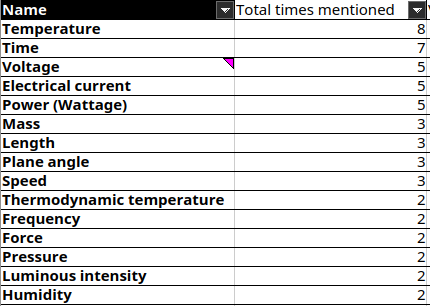 Name Total times mentioned
Temperature 8
Time 7
Voltage 5
Electrical current 5
Power (Wattage) 5
Mass 3
Length 3
Plane angle 3
Speed 3
Thermodynamic temperature 2
Frequency 2
Force 2
Pressure 2
Luminous intensity 2
Humidity 2